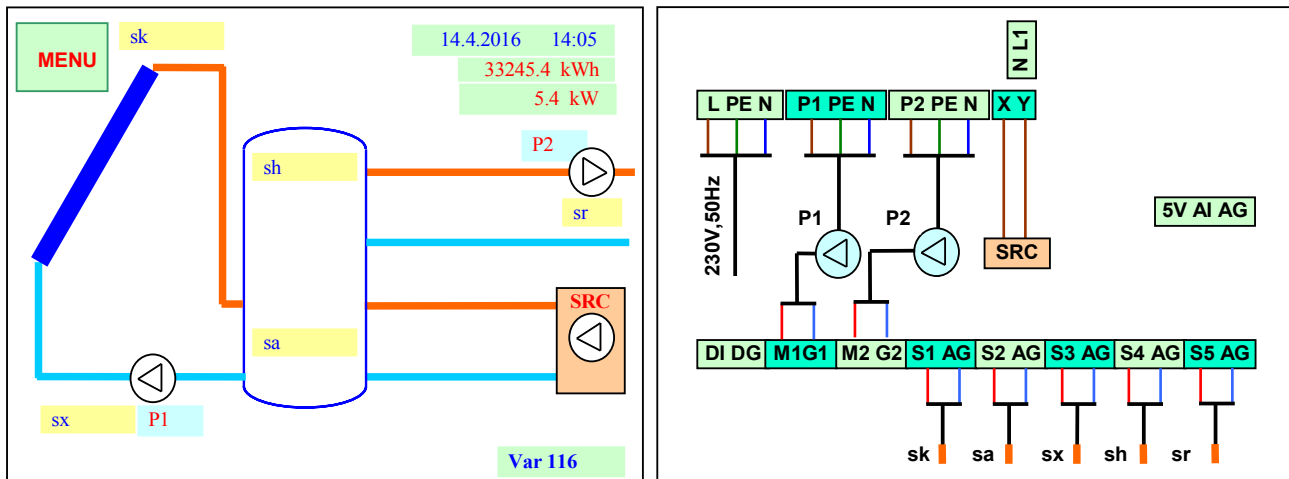 sk
MENU
14.4.2016 14:05
33245.4 kWh
5.4 kW
P2
sh
sr
SRC
sa
sx
P1
Var 116
N L1
L PE N
P1 PE N
P2 PE N
X Y
230V,50Hz
P1
P2
5V AI AG
SRC
DI DG
M1G1
M2 G2
S1 AG
S2 AG
S3 AG
S4 AG
S5 AG
sk
sa
sx
sh
sr